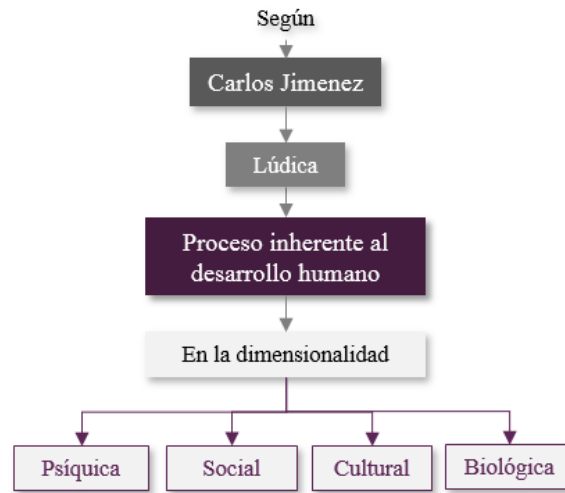 Según
Carlos Jimenez
Lúdica
Proceso inherente al
desarrollo humano
En la dimensionalidad
Psíquica
Social
Cultural
Biológica